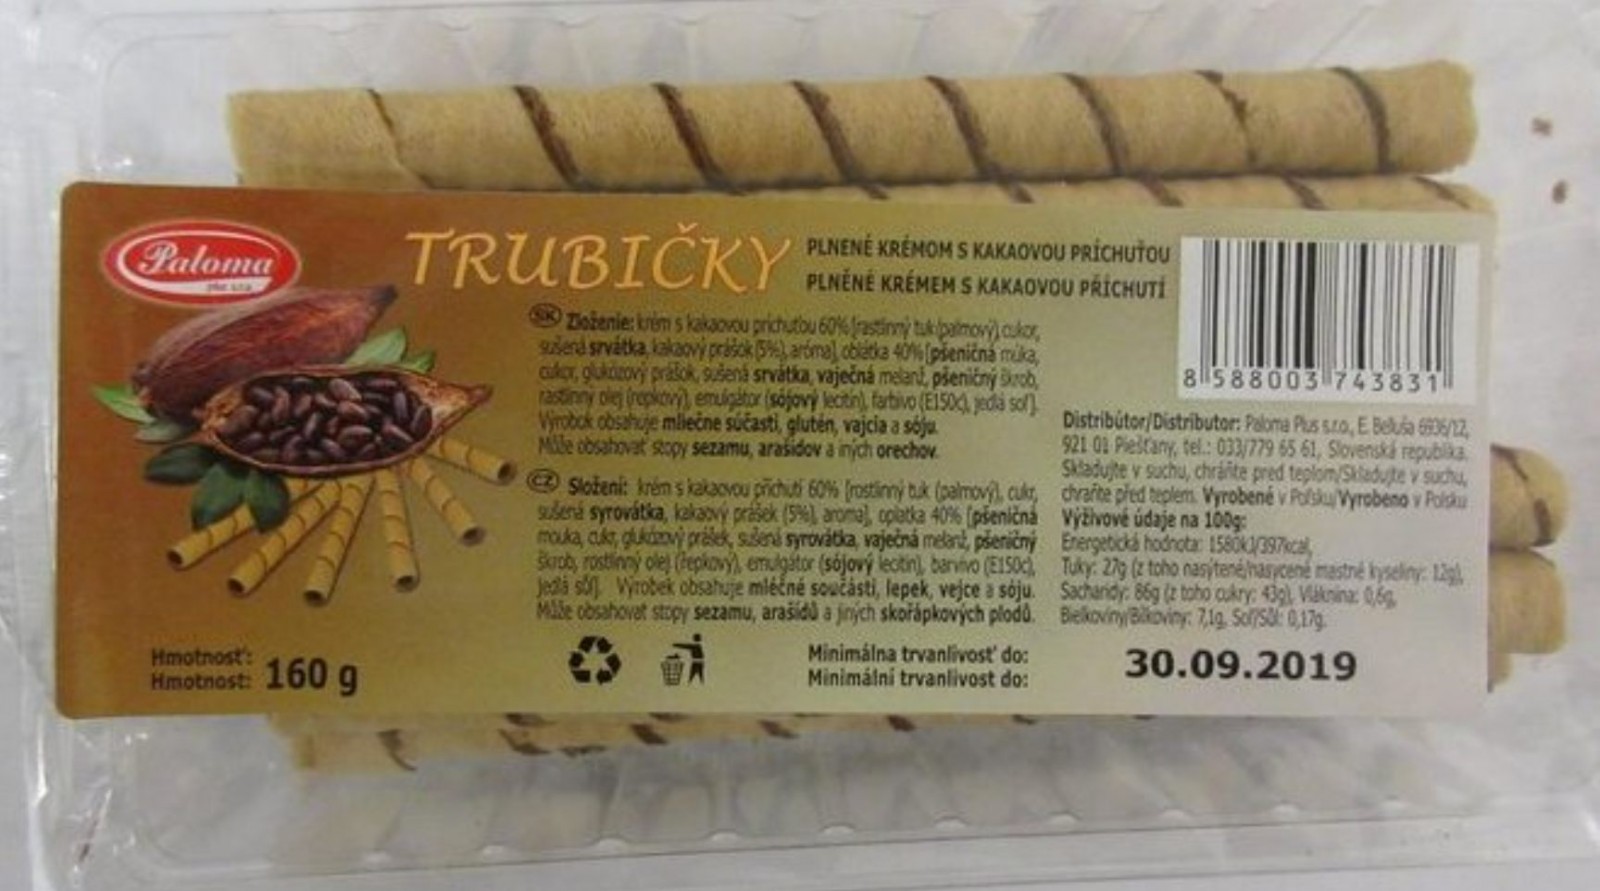 Paloma
plus s.r.o.
TRUBIČKY
PLNENÉ KRÉMOM S KAKAOVOU PRÍCHUŤOU
PLNĚNÉ KRÉMEM S KAKAOVOU PŘÍCHUTÍ
SK Zloženie: krém s kakaovou príchuťou 60% [rastlinný tuk (palmový), cukor,
sušená srvátka, kakaový prášok (5%), aróma], oblátka 40% [pšeničná múka,
cukor, glukózový prášok, sušená srvátka, vaječná melanž, pšeničný škrob,
rastlinný olej (repkový), emulgátor (sójový lecitín), farbivo (E150c), jedlá soľ].
Výrobok obsahuje mliečne súčasti, glutén, vajcia a sóju.
Môže obsahovať stopy sezamu, arašidov a iných orechov.
CZ Složení: krém s kakaovou příchutí 60% [rostlinný tuk (palmový), cukr,
sušená syrovátka, kakaový prášek (5%), aroma], oplatka 40% [pšeničná
mouka, cukr, glukózový prášek, sušená syrovátka, vaječná melanž, pšeničný
škrob, rostlinný olej (řepkový), emulgátor (sójový lecitin), barvivo (E150c),
jedlá sůl]. Výrobek obsahuje mléčné součásti, lepek, vejce a sóju.
Může obsahovat stopy sezamu, arašídů a jiných skořápkových plodů.
8 588003 743831
Distribútor/Distributor: Paloma Plus s.r.o., E. Belluša 6936/12,
921 01 Piešťany, tel.: 033/779 65 61, Slovenská republika.
Skladujte v suchu, chráňte pred teplom/Skladujte v suchu,
chraňte před teplem. Vyrobené v Poľsku/Vyrobeno v Polsku
Výživové údaje na 100g:
Energetická hodnota: 1580kJ/397kcal,
Tuky: 27g (z toho nasýtené/nasycené mastné kyseliny: 12g),
Sacharidy: 86g (z toho cukry: 43g), Vláknina: 0,6g,
Bielkoviny/Bílkoviny: 7,1g, Soľ/Sůl: 0,17g.
Hmotnosť:
Hmotnost: 160 g
Minimálna trvanlivosť do:
Minimální trvanlivost do:
30.09.2019